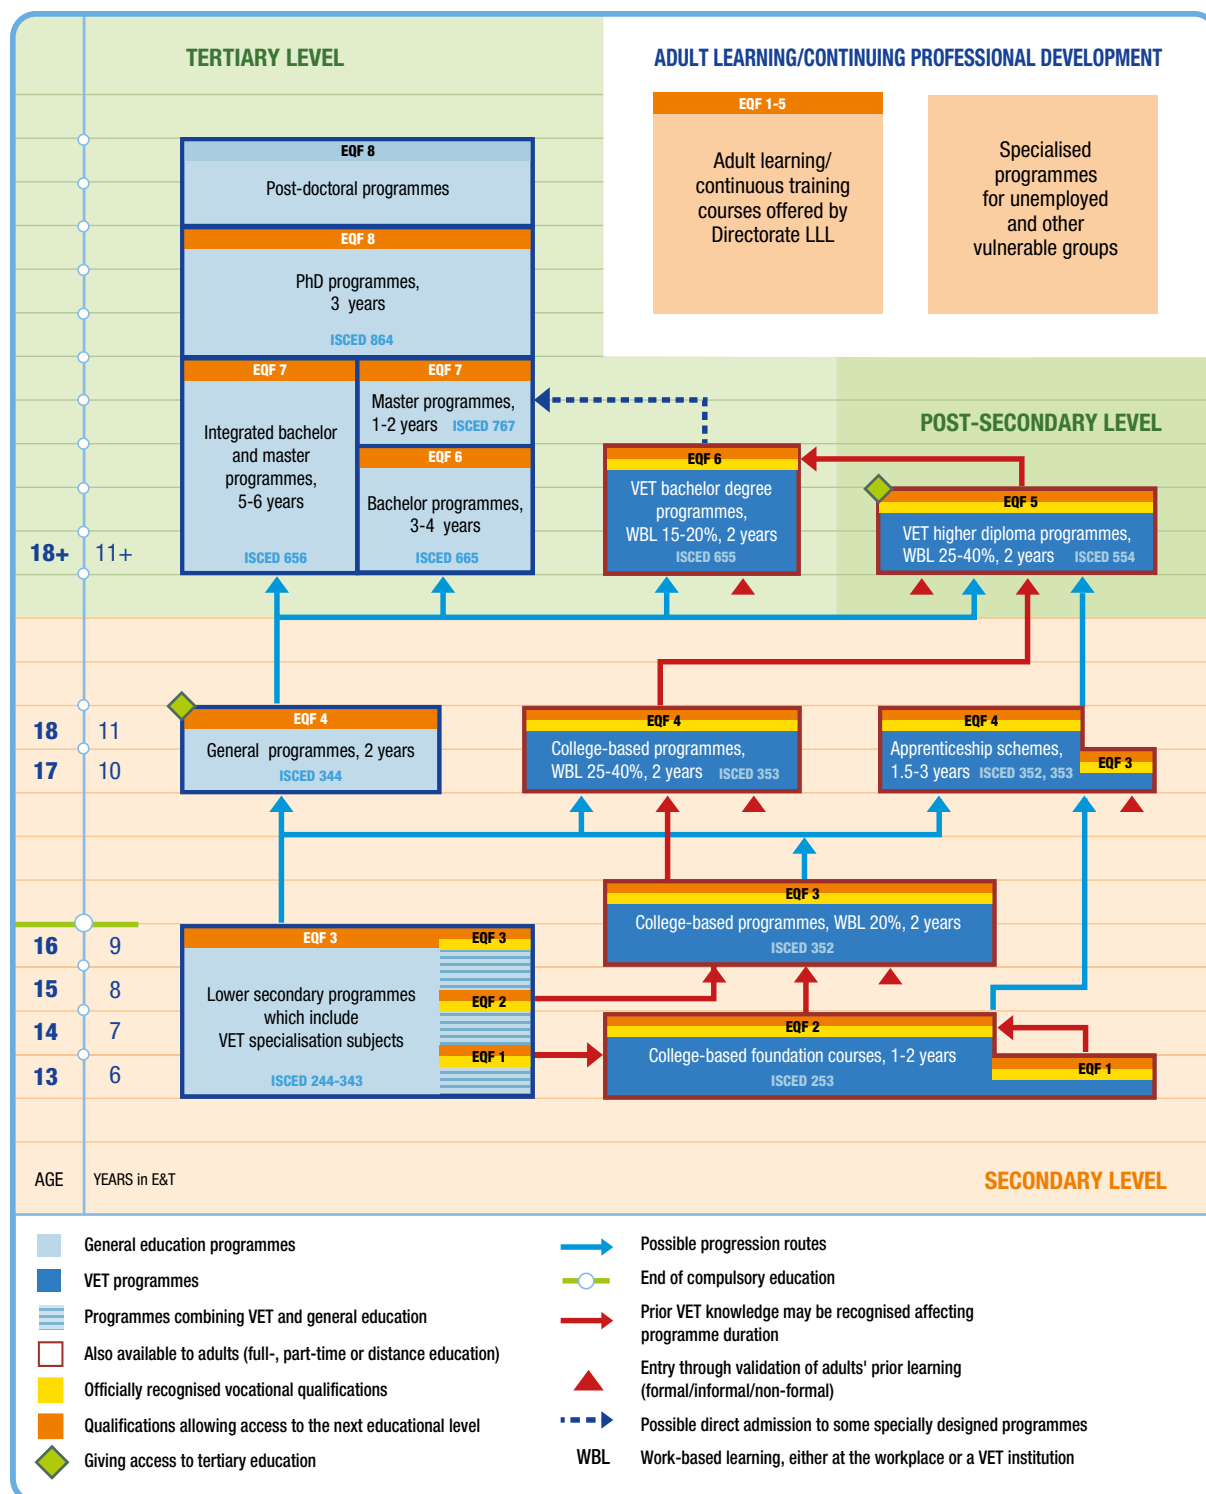 TERTIARY LEVEL
ADULT LEARNING/CONTINUING PROFESSIONAL DEVELOPMENT
EQF 1-5
Adult learning/
continuous training
courses offered by
Directorate LLL
Specialised
programmes
for unemployed
and other
vulnerable groups
EQF 8
Post-doctoral programmes
EQF 8
PhD programmes,
3 years
ISCED 864
EQF 7
Integrated bachelor
and master
programmes,
5-6 years
ISCED 656
EQF 7
Master programmes,
1-2 years ISCED 767
EQF 6
Bachelor programmes,
3-4 years
ISCED 665
EQF 6
VET bachelor degree
programmes,
WBL 15-20%, 2 years
ISCED 655
POST-SECONDARY LEVEL
EQF 5
VET higher diploma programmes,
WBL 25-40%, 2 years ISCED 554
18+ 11+
EQF 4
General programmes, 2 years
ISCED 344
EQF 4
College-based programmes,
WBL 25-40%, 2 years ISCED 353
EQF 4
Apprenticeship schemes,
1.5-3 years ISCED 352, 353
EQF 3
18 11
17 10
EQF 3
College-based programmes, WBL 20%, 2 years
ISCED 352
16 9
15 8
14 7
13 6
EQF 3
Lower secondary programmes
which include
VET specialisation subjects
ISCED 244-343
EQF 3
EQF 2
EQF 1
EQF 2
College-based foundation courses, 1-2 years
ISCED 253
EQF 1
AGE YEARS in E&T
SECONDARY LEVEL
General education programmes
VET programmes
Programmes combining VET and general education
Also available to adults (full-, part-time or distance education)
Officially recognised vocational qualifications
Qualifications allowing access to the next educational level
Giving access to tertiary education
Possible progression routes
End of compulsory education
Prior VET knowledge may be recognised affecting
programme duration
Entry through validation of adults' prior learning
(formal/informal/non-formal)
Possible direct admission to some specially designed programmes
WBL Work-based learning, either at the workplace or a VET institution